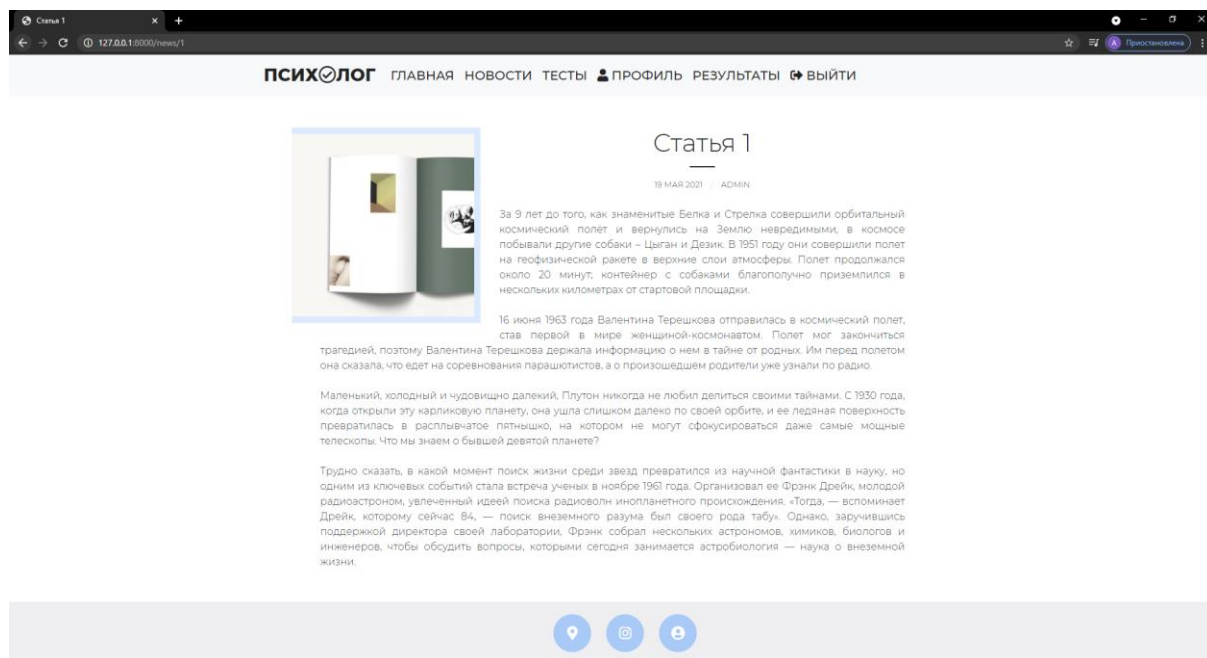 Статья 1
127.0.0.1:8000/news/1
Приостановлена
ПСИХОЛОГ ГЛАВНАЯ НОВОСТИ ТЕСТЫ ПРОФИЛЬ РЕЗУЛЬТАТЫ ВЫЙТИ
Статья 1
19 МАЯ 2021 / ADMIN
За 9 лет до того, как знаменитые Белка и Стрелка совершили орбитальный
космический полёт и вернулись на Землю невредимыми, в космосе
побывали другие собаки – Цыган и Дезик. В 1951 году они совершили полет
на геофизической ракете в верхние слои атмосферы. Полет продолжался
около 20 минут; контейнер с собаками благополучно приземлился в
нескольких километрах от стартовой площадки.
16 июня 1963 года Валентина Терешкова отправилась в космический полет,
став первой в мире женщиной-космонавтом. Полет мог закончиться
трагедией, поэтому Валентина Терешкова держала информацию о нем в тайне от родных. Им перед полетом
она сказала, что едет на соревнования парашютистов, а о произошедшем родители уже узнали по радио.
Маленький, холодный и чудовищно далекий, Плутон никогда не любил делиться своими тайнами. С 1930 года,
когда открыли эту карликовую планету, она ушла слишком далеко по своей орбите, и ее ледяная поверхность
превратилась в расплывчатое пятнышко, на котором не могут сфокусироваться даже самые мощные
телескопы. Что мы знаем о бывшей девятой планете?
Трудно сказать, в какой момент поиск жизни среди звезд превратился из научной фантастики в науку, но
одним из ключевых событий стала встреча ученых в ноябре 1961 года. Организовал ее Фрэнк Дрейк, молодой
радиоастроном, увлеченный идеей поиска радиоволн инопланетного происхождения. «Тогда, — вспоминает
Дрейк, которому сейчас 84, — поиск внеземного разума был своего рода табу». Однако, заручившись
поддержкой директора своей лаборатории, Фрэнк собрал нескольких астрономов, химиков, биологов и
инженеров, чтобы обсудить вопросы, которыми сегодня занимается астробиология — наука о внеземной
жизни.